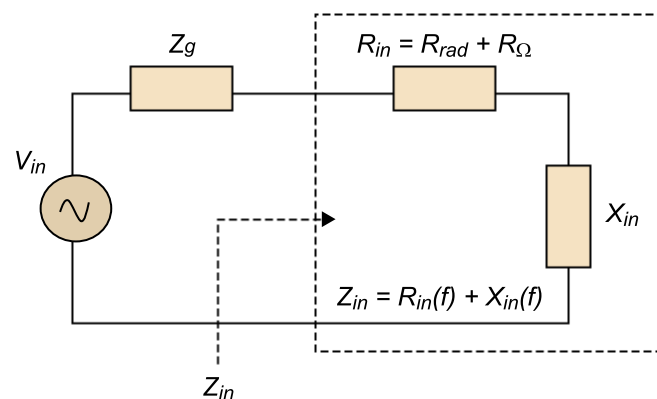 Zg
Rin = Rrad + RΩ
Vin
Xin
Zin = Rin(f) + Xin(f)
Zin